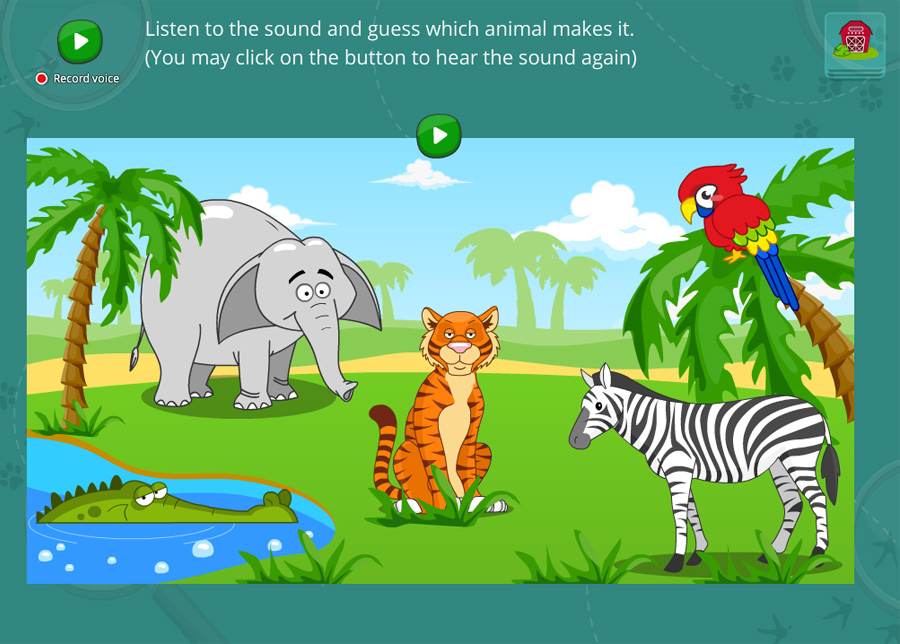 Listen to the sound and guess which animal makes it.
(You may click on the button to hear the sound again)
Record voice